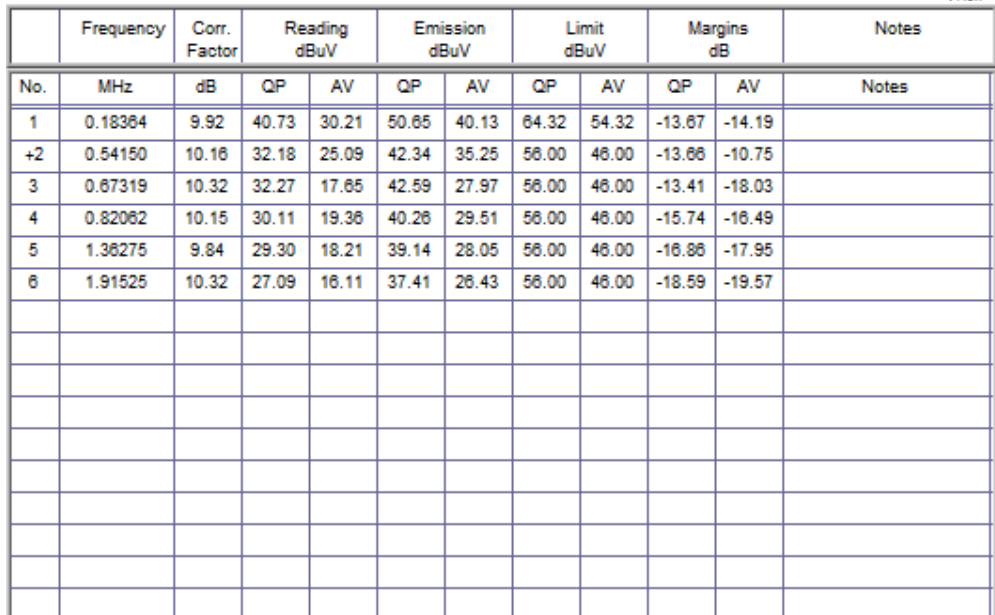 Frequency Corr. Factor Reading dBuV Emission dBuV Limit dBuV Margins dB Notes
No. MHz dB QP AV QP AV QP AV QP AV Notes
1 0.18364 9.92 40.73 30.21 50.65 40.13 64.32 54.32 -13.67 -14.19
+2 0.54150 10.16 32.18 25.09 42.34 35.25 56.00 46.00 -13.66 -10.75
3 0.67319 10.32 32.27 17.65 42.59 27.97 56.00 46.00 -13.41 -18.03
4 0.82062 10.15 30.11 19.36 40.26 29.51 56.00 46.00 -15.74 -16.49
5 1.36275 9.84 29.30 18.21 39.14 28.05 56.00 46.00 -16.86 -17.95
6 1.91525 10.32 27.09 16.11 37.41 26.43 56.00 46.00 -18.59 -19.57